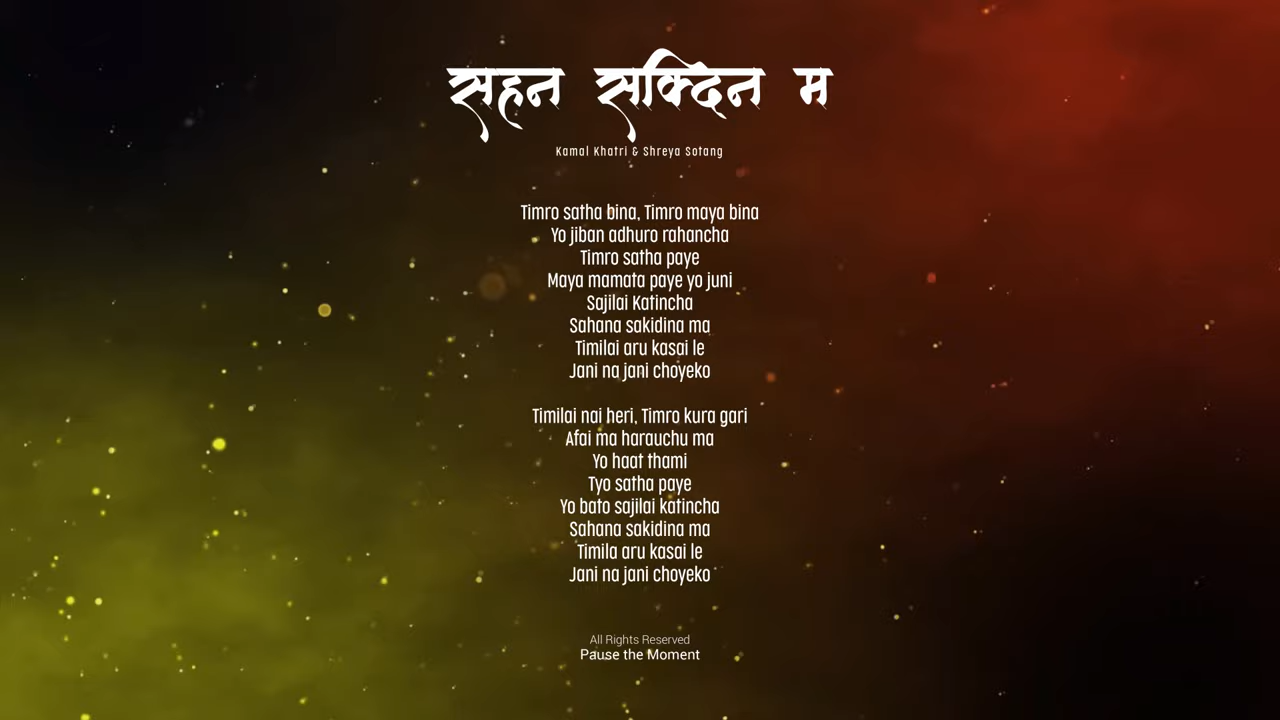 सहन सक्दिन म
Kamal Khatri & Shreya Sotang
Timro satha bina, Timro maya bina
Yo jiban adhuro rahancha
Timro satha paye
Maya mamata paye yo juni
Sajilai Katincha
Sahana sakidina ma
Timilai aru kasai le
Jani na jani choyeko
Timilai nai heri, Timro kura gari
Afai ma harauchu ma
Yo haat thami
Tyo satha paye
Yo bato sajilai katincha
Sahana sakidina ma
Timila aru kasai le
Jani na jani choyeko
All Rights Reserved
Pause the Moment